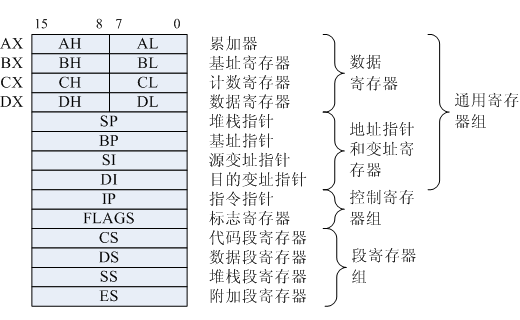 15 8 7 0
AX AH AL 累加器
BX BH BL 基址寄存器
CX CH CL 计数寄存器
DX DH DL 数据寄存器
数据
寄存器
SP 堆栈指针
BP 基址指针
SI 源变址指针
DI 目的变址指针
地址指针
和变址寄
存器
通用寄存
器组
IP 指令指针
FLAGS 标志寄存器
控制寄存
器组
CS 代码段寄存器
DS 数据段寄存器
SS 堆栈段寄存器
ES 附加段寄存器
段寄存器
组